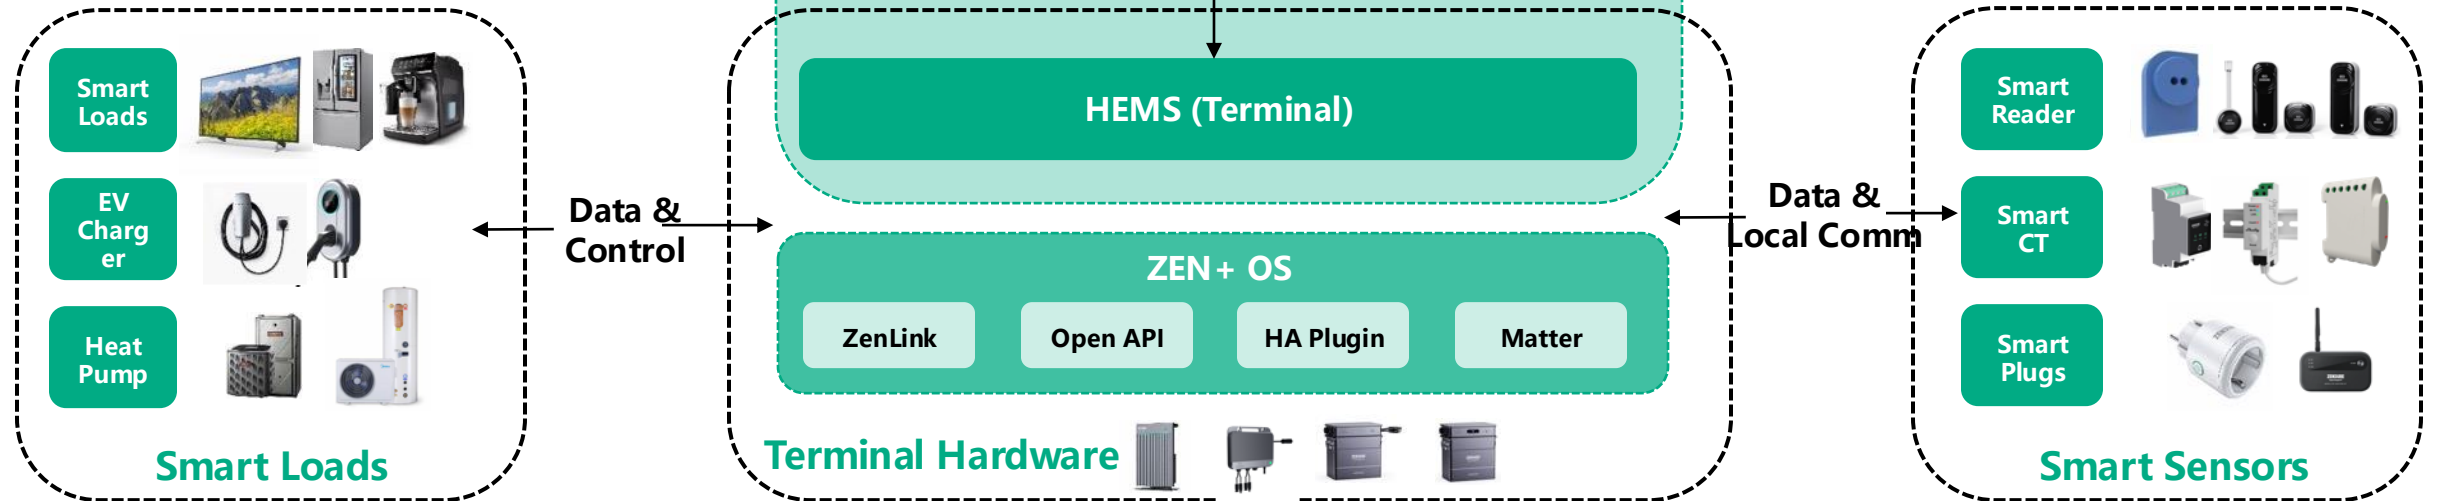 Smart
Loads
EV
Charg
er
Heat
Pump
Smart Loads
Data &
Control
HEMS (Terminal)
ZEN+ OS
ZenLink
Open API
HA Plugin
Matter
Terminal Hardware
Data &
Local Comm
Smart
Reader
Smart
CT
Smart
Plugs
Smart Sensors